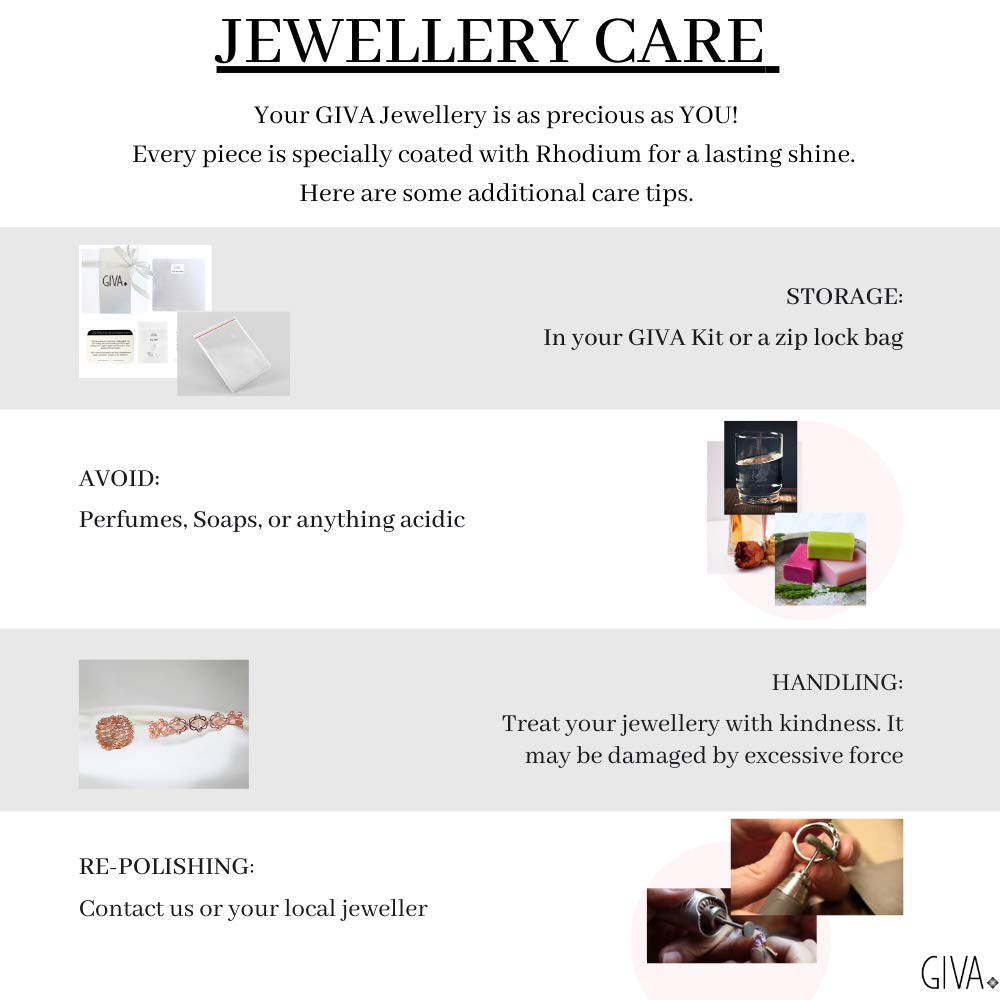 JEWELLERY CARE
Your GIVA Jewellery is as precious as YOU!
Every piece is specially coated with Rhodium for a lasting shine.
Here are some additional care tips.
GIVA
STORAGE:
In your GIVA Kit or a zip lock bag
AVOID:
Perfumes, Soaps, or anything acidic
HANDLING:
Treat your jewellery with kindness. It
may be damaged by excessive force
RE-POLISHING:
Contact us or your local jeweller
GIVA